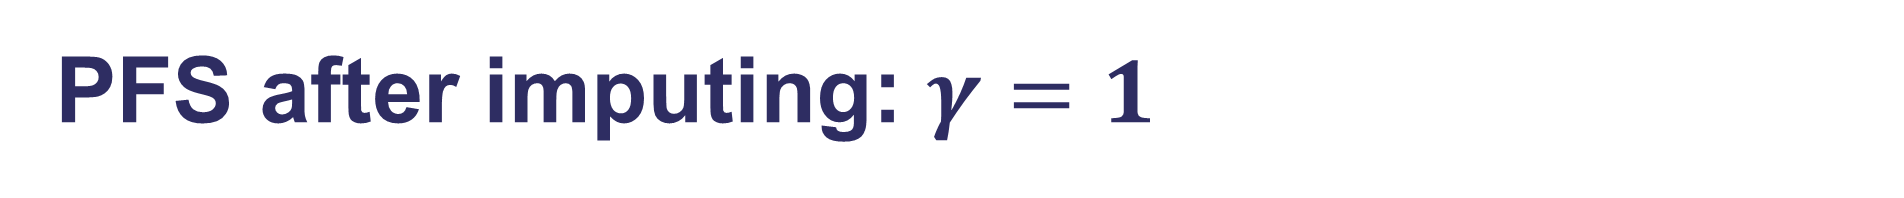 PFS after imputing: γ = 1